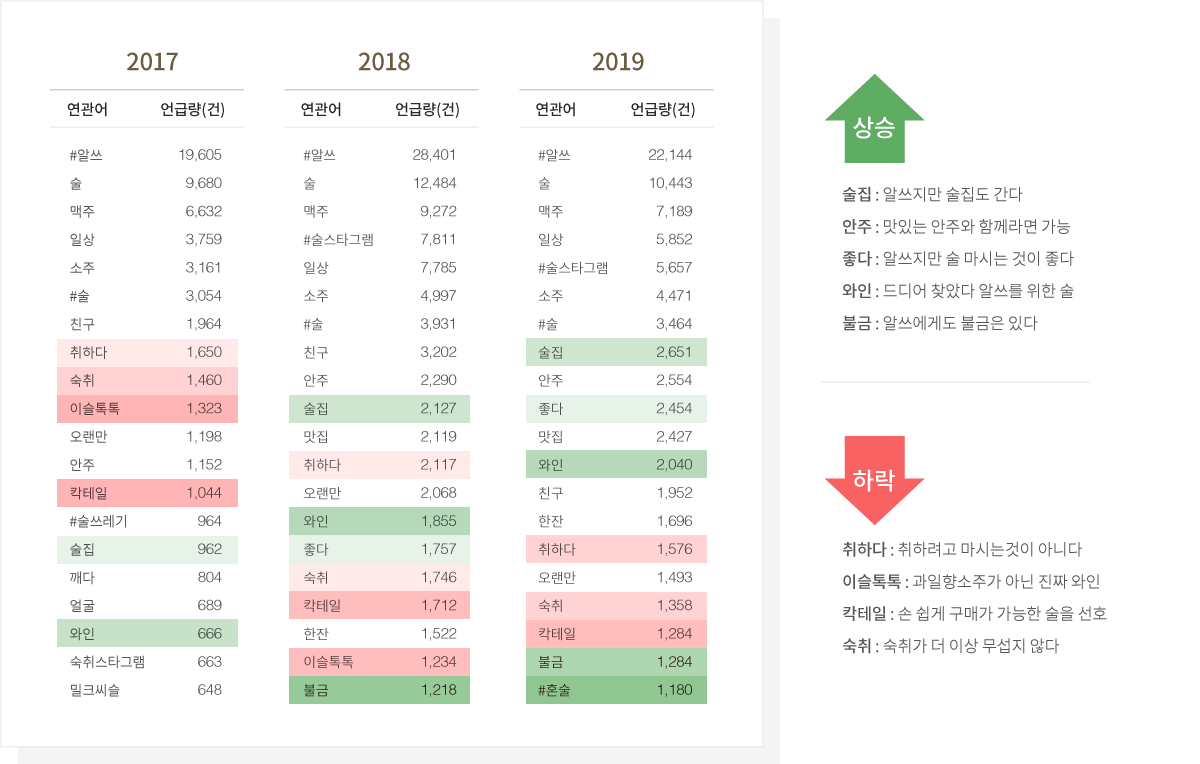 2017
연관어 언급량(건)
#알쓰 19,605
술 9,680
맥주 6,632
일상 3,759
소주 3,161
#술 3,054
친구 1,964
취하다 1,650
숙취 1,460
이슬톡톡 1,323
오랜만 1,198
안주 1,152
칵테일 1,044
#술쓰레기 964
술집 962
깨다 804
얼굴 689
와인 666
숙취스타그램 663
밀크씨슬 648
2018
연관어 언급량(건)
#알쓰 28,401
술 12,484
맥주 9,272
#술스타그램 7,811
일상 7,785
소주 4,997
#술 3,931
친구 3,202
안주 2,290
술집 2,127
맛집 2,119
취하다 2,117
오랜만 2,068
와인 1,855
좋다 1,757
숙취 1,746
칵테일 1,712
한잔 1,522
이슬톡톡 1,234
불금 1,218
2019
연관어 언급량(건)
#알쓰 22,144
술 10,443
맥주 7,189
일상 5,852
#술스타그램 5,657
소주 4,471
#술 3,464
술집 2,651
안주 2,554
좋다 2,454
맛집 2,427
와인 2,040
친구 1,952
한잔 1,696
취하다 1,576
오랜만 1,493
숙취 1,358
칵테일 1,284
불금 1,284
#혼술 1,180
상승
술집 : 알쓰지만 술집도 간다
안주 : 맛있는 안주와 함께라면 가능
좋다 : 알쓰지만 술 마시는 것이 좋다
와인 : 드디어 찾았다 알쓰를 위한 술
불금 : 알쓰에게도 불금은 있다
하락
취하다 : 취하려고 마시는것이 아니다
이슬톡톡 : 과일향소주가 아닌 진짜 와인
칵테일 : 손 쉽게 구매가 가능한 술을 선호
숙취 : 숙취가 더 이상 무섭지 않다